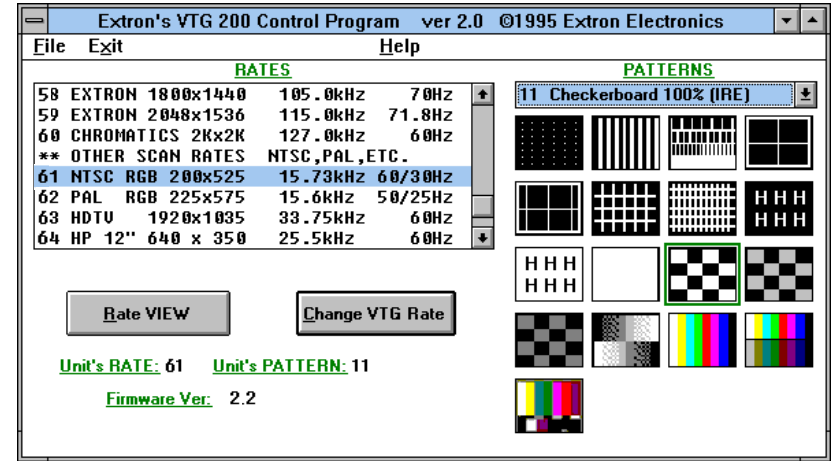 Extron's VTG 200 Control Program ver 2.0 ©1995 Extron Electronics
File Exit Help
RATES
58 EXTRON 1800x1440 105.0kHz 70Hz
59 EXTRON 2048x1536 115.0kHz 71.8Hz
60 CHROMATICS 2Kx2K 127.0kHz 60Hz
** OTHER SCAN RATES NTSC,PAL,ETC.
61 NTSC RGB 200x525 15.73kHz 60/30Hz
62 PAL RGB 225x575 15.6kHz 50/25Hz
63 HDTV 1920x1035 33.75kHz 60Hz
64 HP 12" 640 x 350 25.5kHz 60Hz
Rate VIEW
Change VTG Rate
Unit's RATE: 61 Unit's PATTERN: 11
Firmware Ver: 2.2
PATTERNS
11 Checkerboard 100% (IRE)
H H H
H H H
H H H
H H H